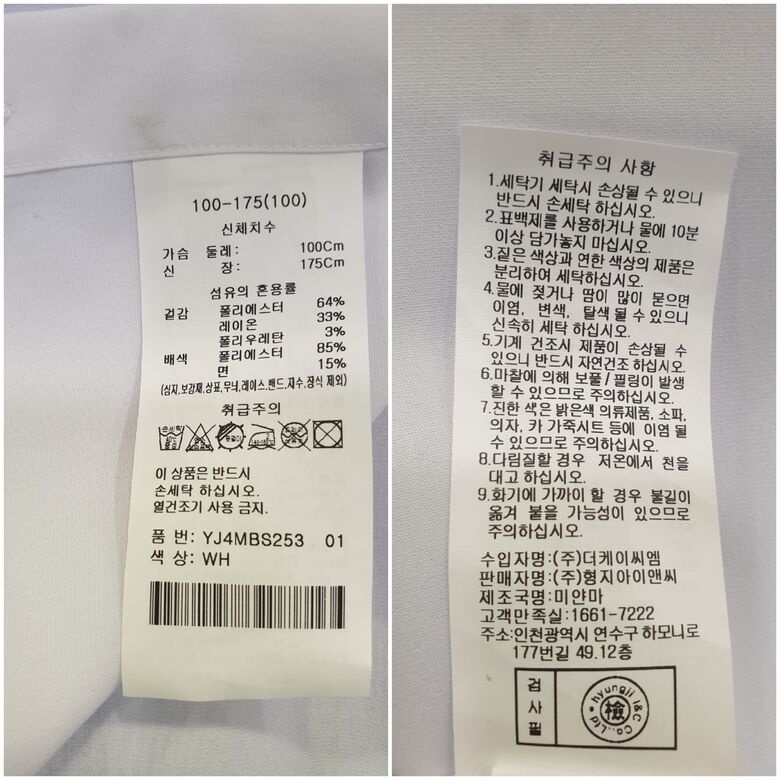 100-175(100)
신체치수
가슴 둘레: 100Cm
신 장: 175Cm
섬유의 혼용률
겉감 폴리에스터 64%
레이온 33%
폴리우레탄 3%
배색 폴리에스터 85%
면 15%
(심지,보강재,상표,무늬,레이스,밴드,자수,장식 제외)
취급주의
이 상품은 반드시
손세탁 하십시오.
열건조기 사용 금지.
품 번: YJ4MBS253 01
색 상: WH
취급주의 사항
1.세탁기 세탁시 손상될 수 있으니
반드시 손세탁 하십시오.
2.표백제를 사용하거나 물에 10분
이상 담가놓지 마십시오.
3.짙은 색상과 연한 색상의 제품은
분리하여 세탁하십시오.
4.물에 젖거나 땀이 많이 묻으면
이염, 변색, 탈색 될 수 있으니
신속히 세탁 하십시오.
5.기계 건조시 제품이 손상될 수
있으니 반드시 자연건조 하십시오.
6.마찰에 의해 보풀/필링이 발생
할 수 있으므로 주의하십시오.
7.진한 색은 밝은색 의류제품, 소파,
의자, 카 가죽시트 등에 이염 될
수 있으므로 주의하십시오.
8.다림질할 경우 저온에서 천을
대고 하십시오.
9.화기에 가까이 할 경우 불길이
옮겨 붙을 가능성이 있으므로
주의하십시오.
수입자명:(주)더케이씨엠
판매자명:(주)형지아이앤씨
제조국명:미얀마
고객만족실:1661-7222
주소:인천광역시 연수구 하모니로
177번길 49.12층
검사필
hyungji I&C Co.,Ltd
檢